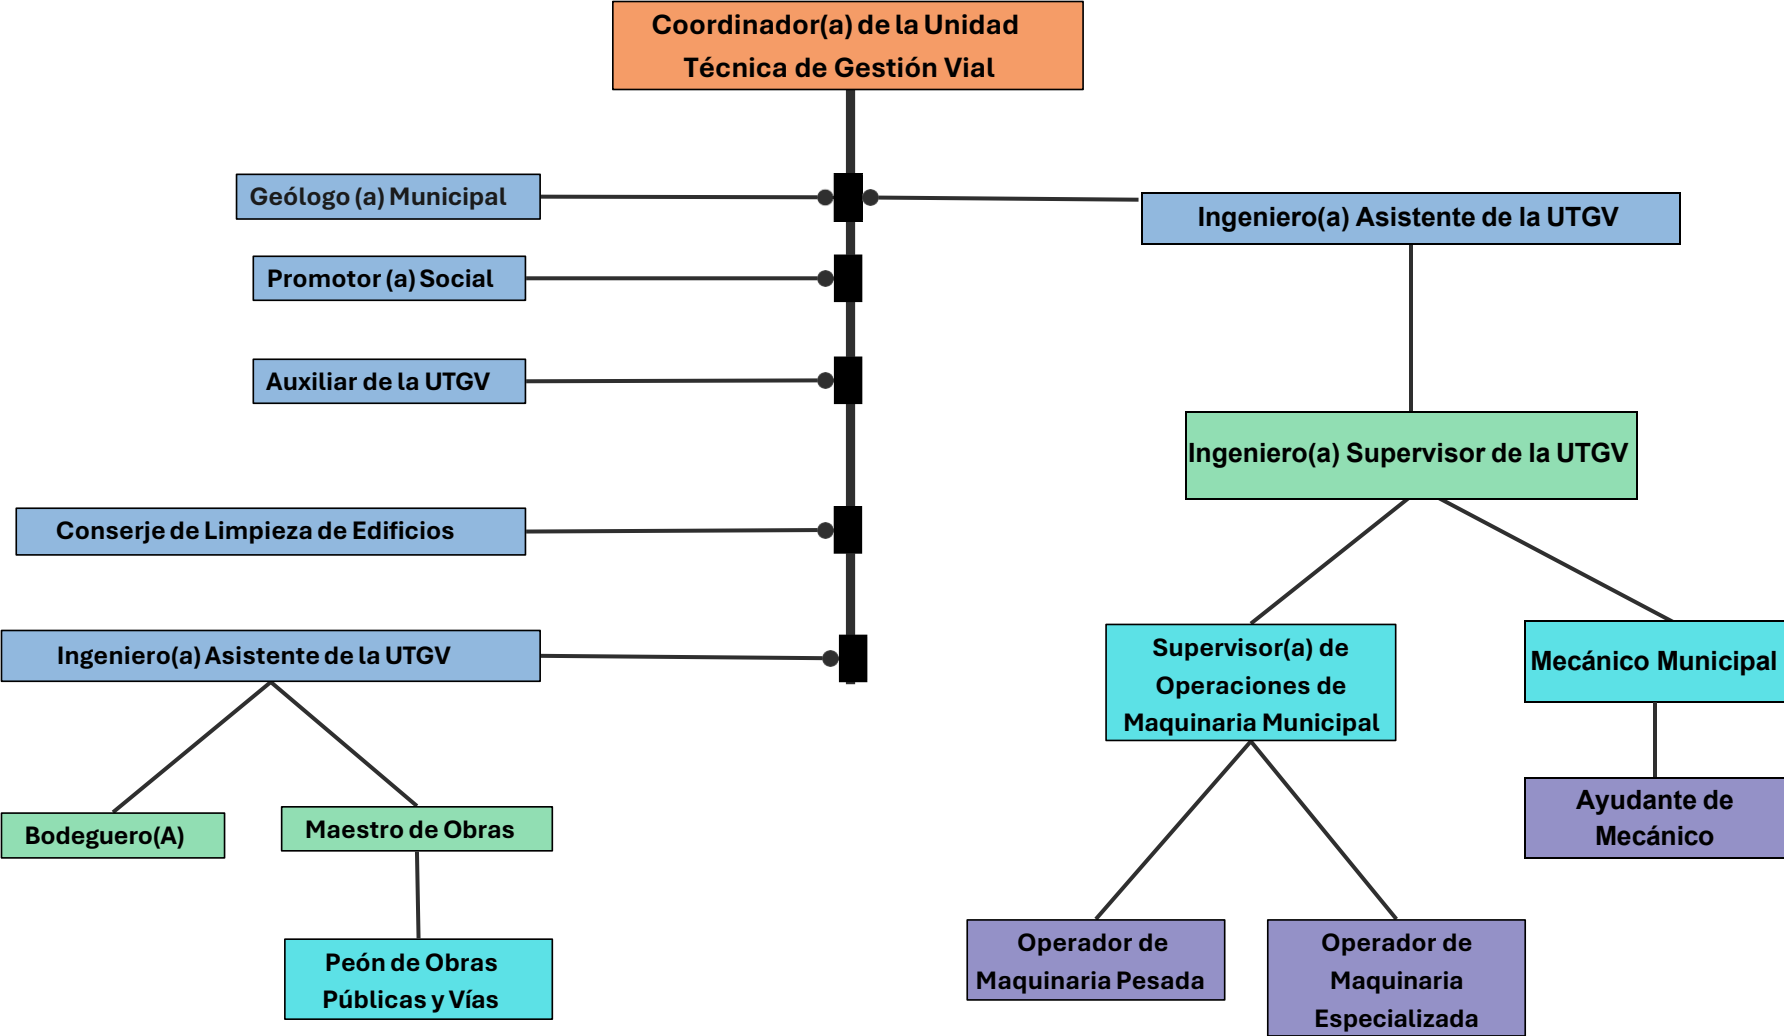 Coordinador(a) de la Unidad
Técnica de Gestión Vial
Geólogo (a) Municipal
Ingeniero(a) Asistente de la UTGV
Promotor (a) Social
Auxiliar de la UTGV
Ingeniero(a) Supervisor de la UTGV
Conserje de Limpieza de Edificios
Ingeniero(a) Asistente de la UTGV
Supervisor(a) de
Operaciones de
Maquinaria Municipal
Mecánico Municipal
Bodeguero(A)
Maestro de Obras
Ayudante de
Mecánico
Peón de Obras
Públicas y Vías
Operador de
Maquinaria Pesada
Operador de
Maquinaria
Especializada